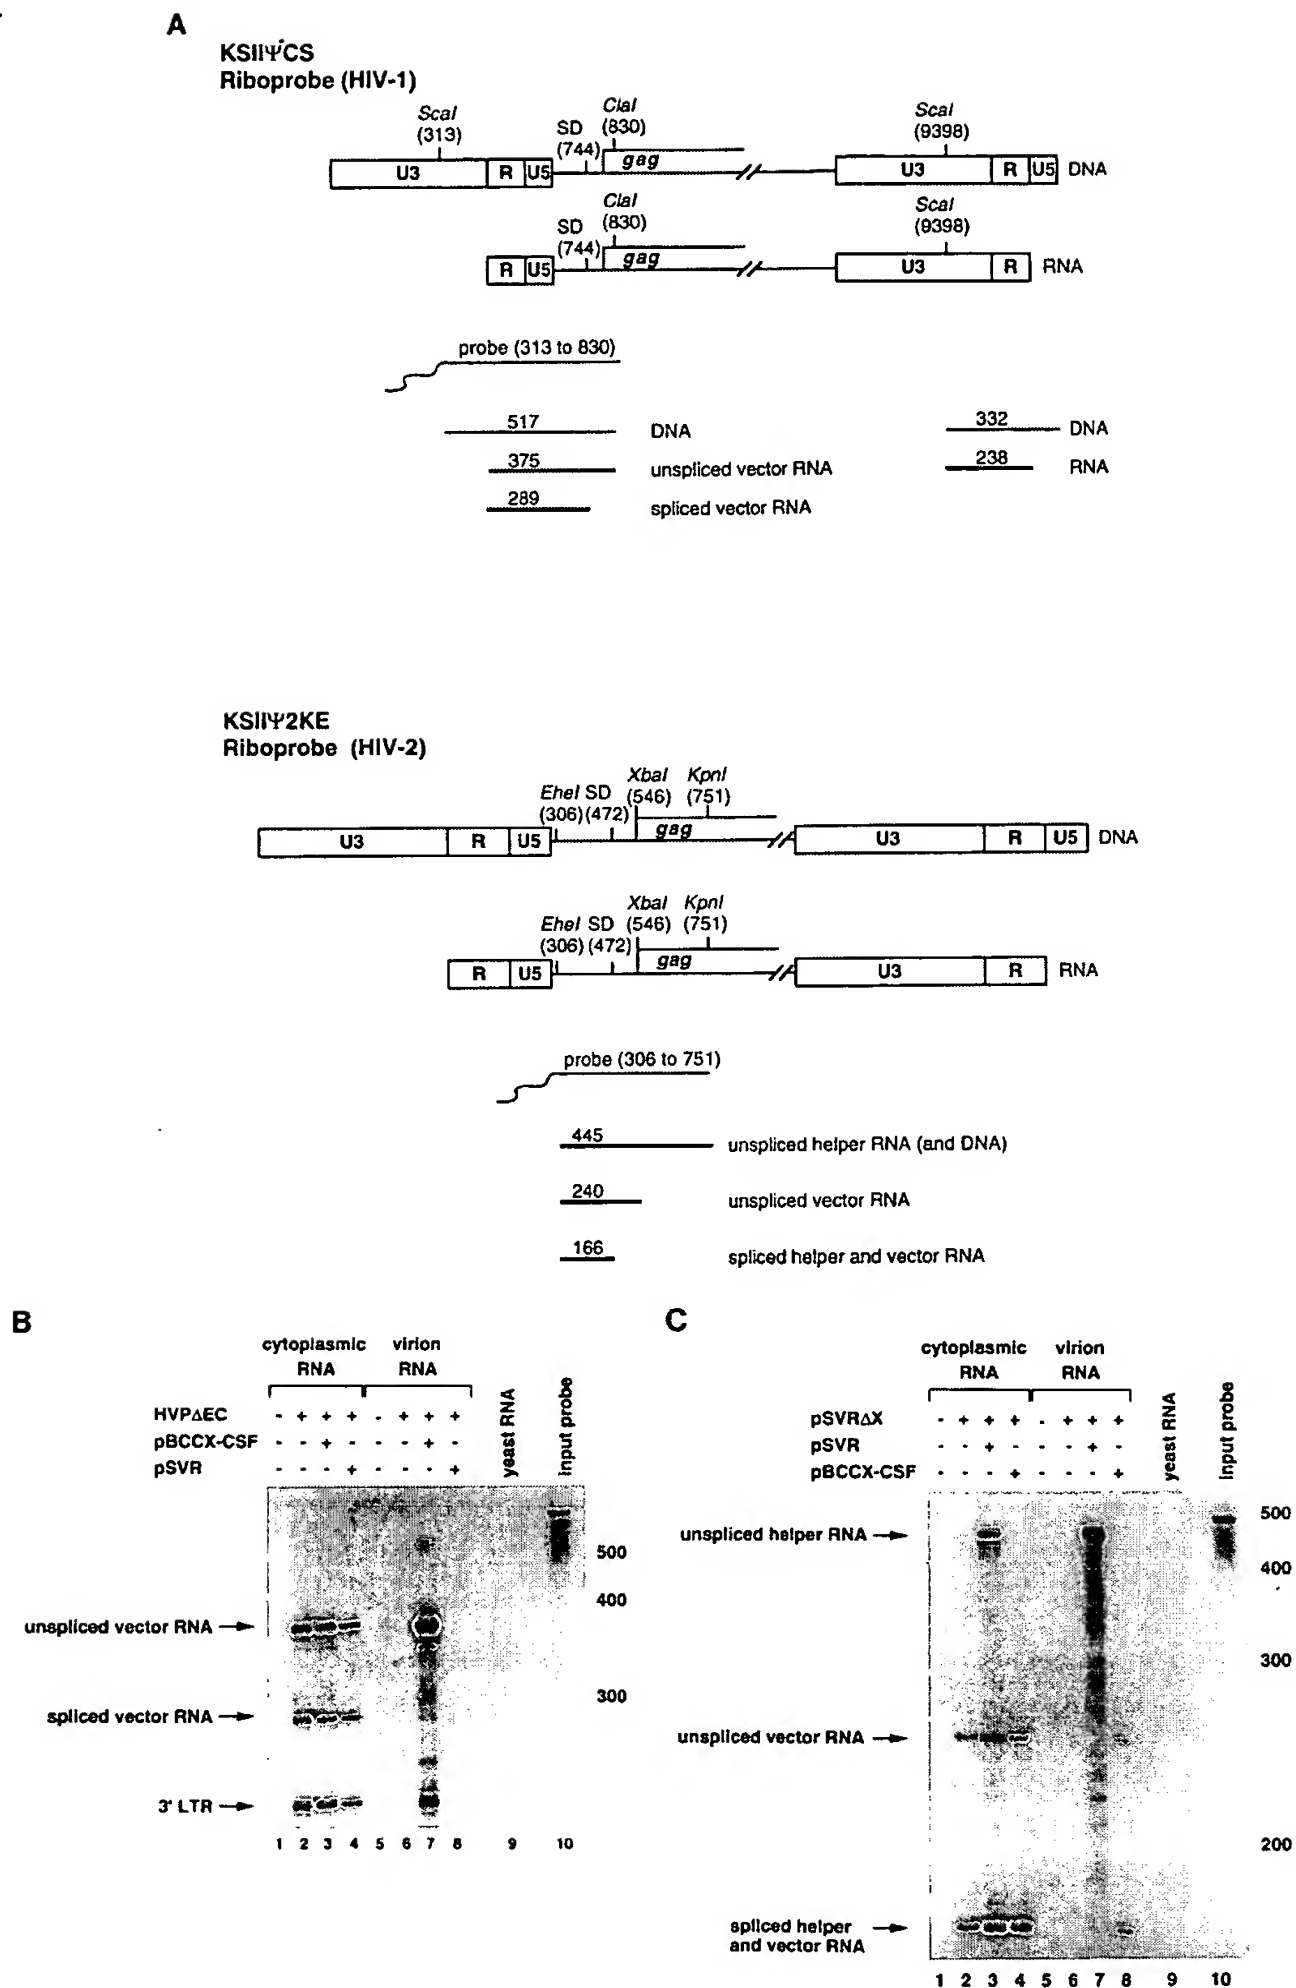 A
KSIIΨCS
Riboprobe (HIV-1)
ScaI
(313)
SD
(744)
ClaI
(830)
ScaI
(9398)
U3 R U5 gag U3 R U5 DNA
SD
(744)
ClaI
(830)
ScaI
(9398)
R U5 gag U3 R RNA
probe (313 to 830)
517 DNA 332 DNA
375 unspliced vector RNA 238 RNA
289 spliced vector RNA
KSIIΨ2KE
Riboprobe (HIV-2)
EheI SD XbaI KpnI
(306) (472) (546) (751)
U3 R U5 gag U3 R U5 DNA
EheI SD XbaI KpnI
(306) (472) (546) (751)
R U5 gag U3 R RNA
probe (306 to 751)
445 unspliced helper RNA (and DNA)
240 unspliced vector RNA
166 spliced helper and vector RNA
B
cytoplasmic RNA
virion RNA
yeast RNA
input probe
HVPΔEC - + + + - + + +
pBCCX-CSF - - + - - - + -
pSVR - - - + - - - +
500
400
unspliced vector RNA
300
spliced vector RNA
3' LTR
1 2 3 4 5 6 7 8 9 10
C
cytoplasmic RNA
virion RNA
yeast RNA
input probe
pSVRΔX - + + + - + + +
pSVR - - + - - - + -
pBCCX-CSF - - - + - - - +
500
unspliced helper RNA
400
300
unspliced vector RNA
200
spliced helper
and vector RNA
1 2 3 4 5 6 7 8 9 10